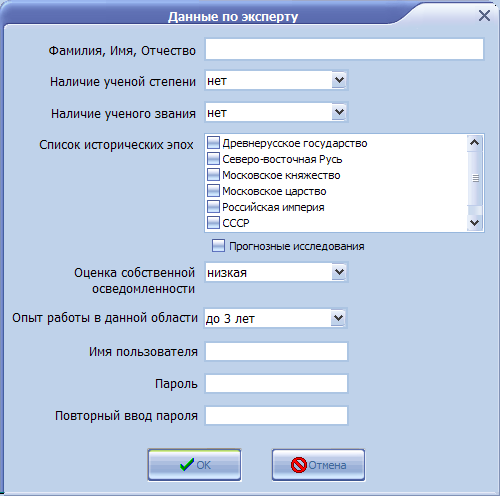 Данные по эксперту
Фамилия, Имя, Отчество
Наличие ученой степени нет
Наличие ученого звания нет
Список исторических эпох Древнерусское государство
Северо-восточная Русь
Московское княжество
Московское царство
Российская империя
СССР
Прогнозные исследования
Оценка собственной низкая
осведомленности
Опыт работы в данной области до 3 лет
Имя пользователя
Пароль
Повторный ввод пароля
OK Отмена